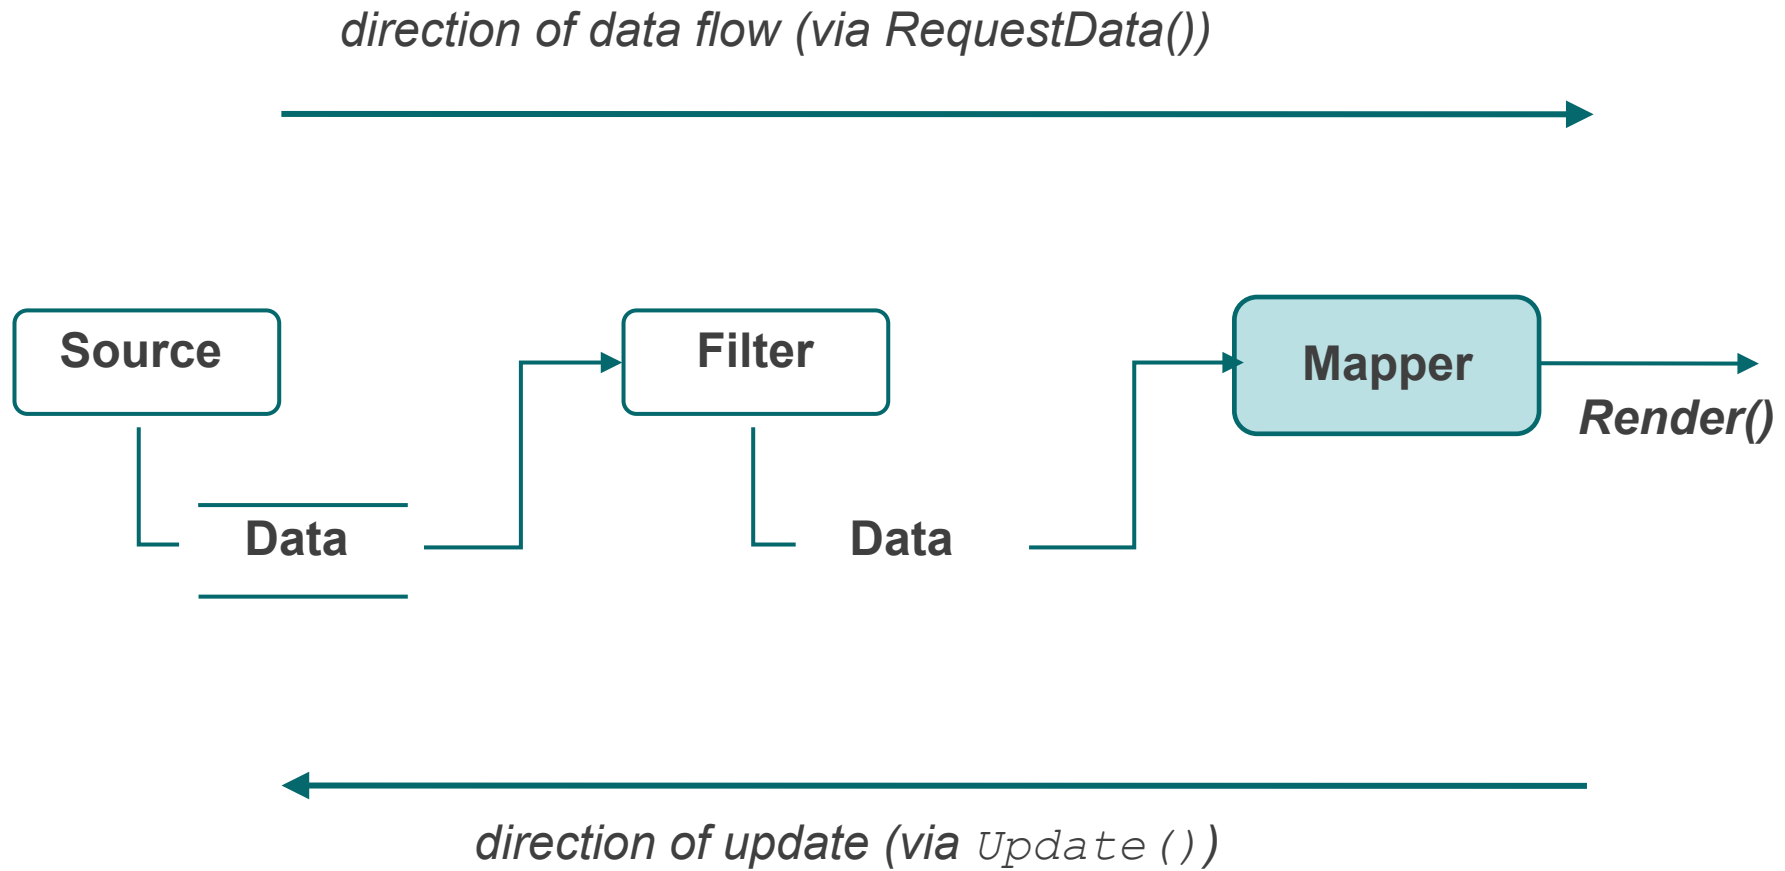 direction of data flow (via RequestData())
Source
Filter
Mapper
Render()
Data
Data
direction of update (via Update())